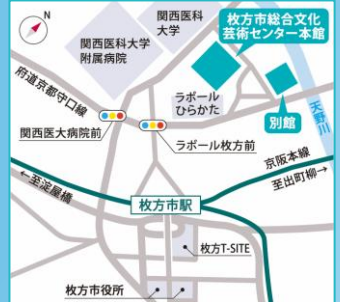 関西医科
大学
枚方市総合文化
芸術センター本館
関西医科大学
附属病院
府道京都守口線
ラポール
ひらかた
別館
天野川
関西医大病院前
ラポール枚方前
京阪本線
至出町柳→
←至淀屋橋
枚方市駅
枚方T-SITE
枚方市役所
N